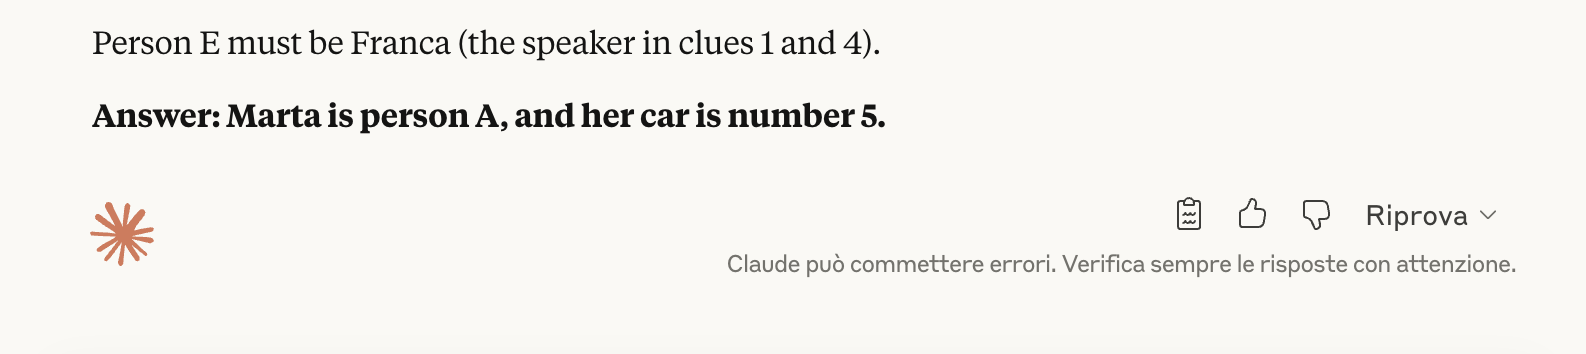 Person E must be Franca (the speaker in clues 1 and 4).
Answer: Marta is person A, and her car is number 5.
Riprova
Claude può commettere errori. Verifica sempre le risposte con attenzione.